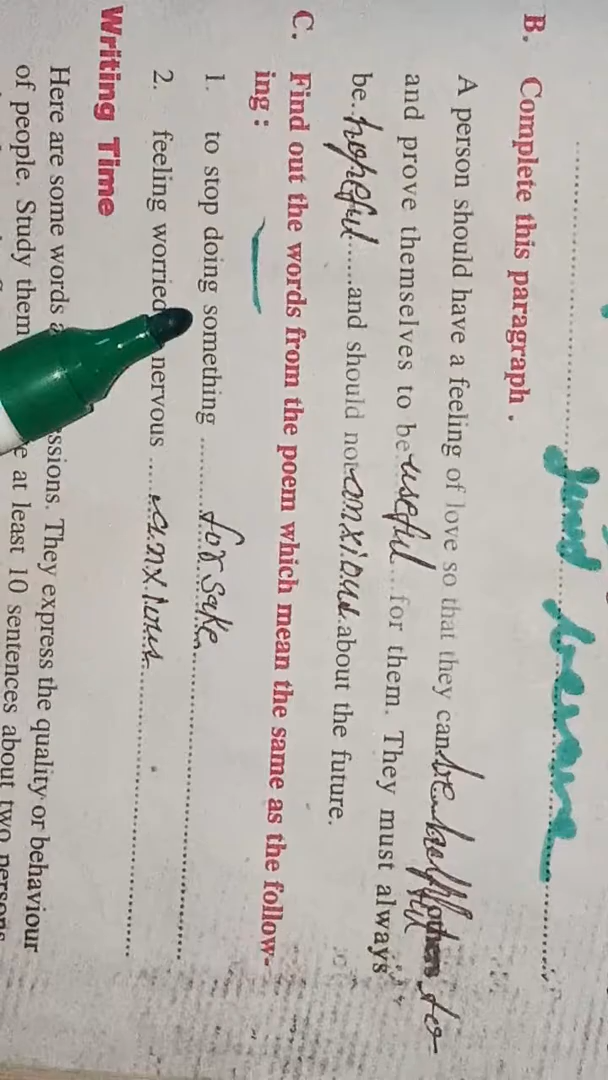 B. Complete this paragraph.
A person should have a feeling of love so that they can be to
and prove themselves to be useful for them. They must always
be hopeful and should not anxious about the future.
C. Find out the words from the poem which mean the same as the follow-
ing :
1. to stop doing something for sake
2. feeling worried nervous anxious
Writing Time
Here are some words ssions. They express the quality or behaviour
of people. Study them at least 10 sentences about two persons